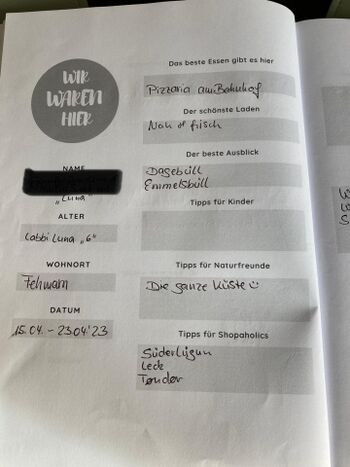 WIR
WAREN
HIER
NAME
„Luna“
ALTER
Labbi Luna „6“
WOHNORT
Fehmarn
DATUM
15.04. – 23.04.'23
Das beste Essen gibt es hier
Pizzaria am Bahnhof
Der schönste Laden
Nah & frisch
Der beste Ausblick
Dagebüll
Emmelsbüll
Tipps für Kinder
Tipps für Naturfreunde
Die ganze Küste ☺
Tipps für Shopaholics
Süderlügum
Leck
Tønder